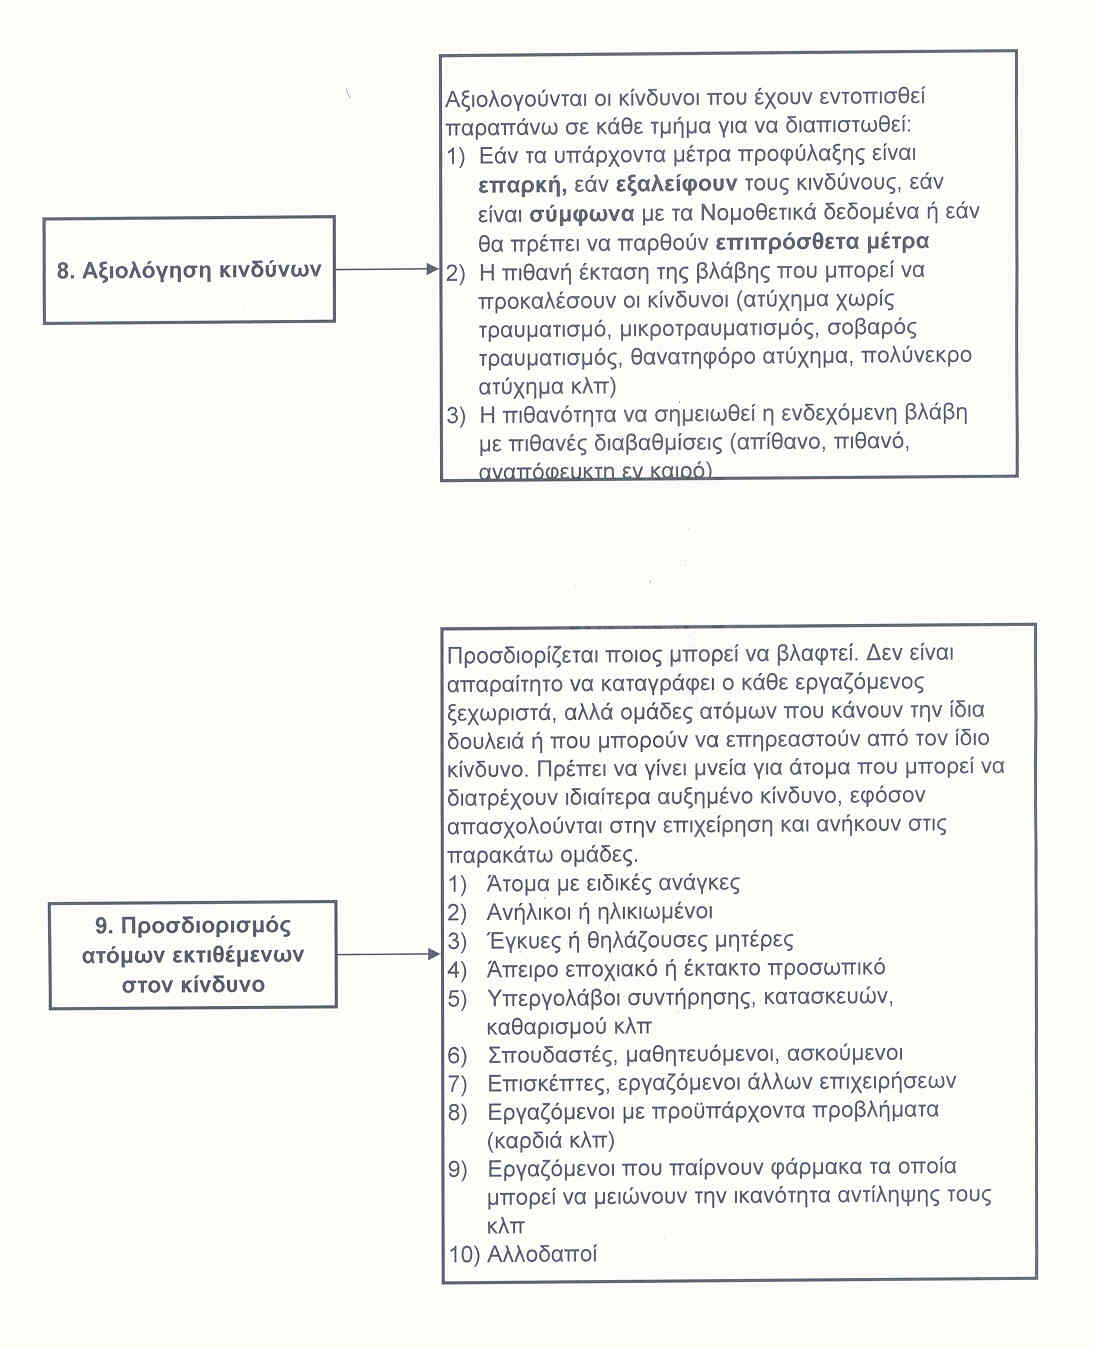 8. Αξιολόγηση κινδύνων
Αξιολογούνται οι κίνδυνοι που έχουν εντοπισθεί
παραπάνω σε κάθε τμήμα για να διαπιστωθεί:
1) Εάν τα υπάρχοντα μέτρα προφύλαξης είναι
επαρκή, εάν εξαλείφουν τους κινδύνους, εάν
είναι σύμφωνα με τα Νομοθετικά δεδομένα ή εάν
θα πρέπει να παρθούν επιπρόσθετα μέτρα
2) Η πιθανή έκταση της βλάβης που μπορεί να
προκαλέσουν οι κίνδυνοι (ατύχημα χωρίς
τραυματισμό, μικροτραυματισμός, σοβαρός
τραυματισμός, θανατηφόρο ατύχημα, πολύνεκρο
ατύχημα κλπ)
3) Η πιθανότητα να σημειωθεί η ενδεχόμενη βλάβη
με πιθανές διαβαθμίσεις (απίθανο, πιθανό,
αναπόφευκτη εν καιρό)
9. Προσδιορισμός
ατόμων εκτιθέμενων
στον κίνδυνο
Προσδιορίζεται ποιος μπορεί να βλαφτεί. Δεν είναι
απαραίτητο να καταγράφει ο κάθε εργαζόμενος
ξεχωριστά, αλλά ομάδες ατόμων που κάνουν την ίδια
δουλειά ή που μπορούν να επηρεαστούν από τον ίδιο
κίνδυνο. Πρέπει να γίνει μνεία για άτομα που μπορεί να
διατρέχουν ιδιαίτερα αυξημένο κίνδυνο, εφόσον
απασχολούνται στην επιχείρηση και ανήκουν στις
παρακάτω ομάδες.
1) Άτομα με ειδικές ανάγκες
2) Ανήλικοι ή ηλικιωμένοι
3) Έγκυες ή θηλάζουσες μητέρες
4) Άπειρο εποχιακό ή έκτακτο προσωπικό
5) Υπεργολάβοι συντήρησης, κατασκευών,
καθαρισμού κλπ
6) Σπουδαστές, μαθητευόμενοι, ασκούμενοι
7) Επισκέπτες, εργαζόμενοι άλλων επιχειρήσεων
8) Εργαζόμενοι με προϋπάρχοντα προβλήματα
(καρδιά κλπ)
9) Εργαζόμενοι που παίρνουν φάρμακα τα οποία
μπορεί να μειώνουν την ικανότητα αντίληψης τους
κλπ
10) Αλλοδαποί